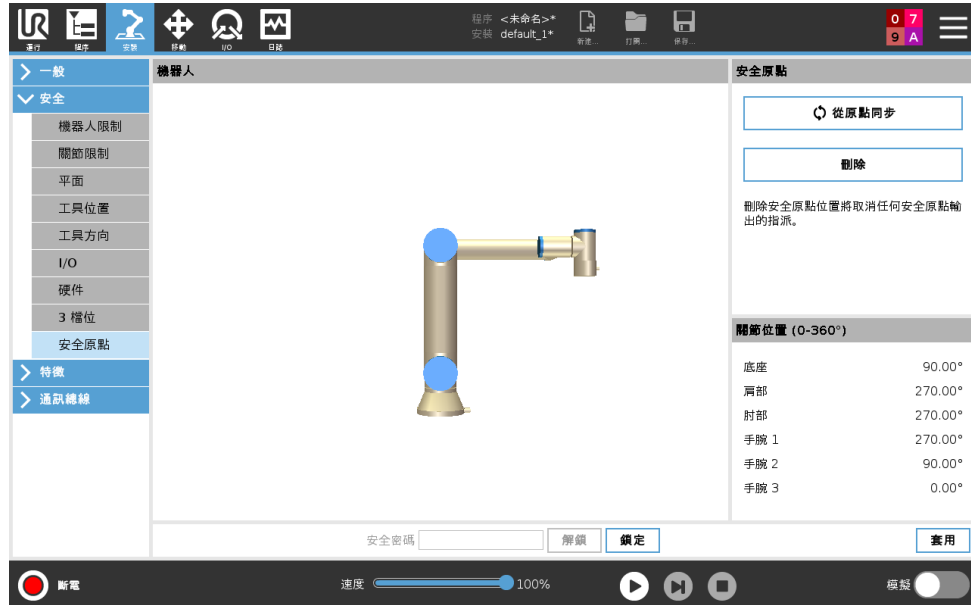 程序 <未命名>*
安裝 default_1*
運行
程序
安裝
移動
I/O
日誌
新建...
打開...
保存...
0 7
9 A
一般
安全
機器人限制
關節限制
平面
工具位置
工具方向
I/O
硬件
3 檔位
安全原點
特徵
通訊總線
機器人
安全原點
從原點同步
刪除
刪除安全原點位置將取消任何安全原點輸
出的指派。
關節位置 (0-360°)
底座 90.00°
肩部 270.00°
肘部 270.00°
手腕 1 270.00°
手腕 2 90.00°
手腕 3 0.00°
安全密碼
解鎖
鎖定
套用
斷電
速度 100%
模擬